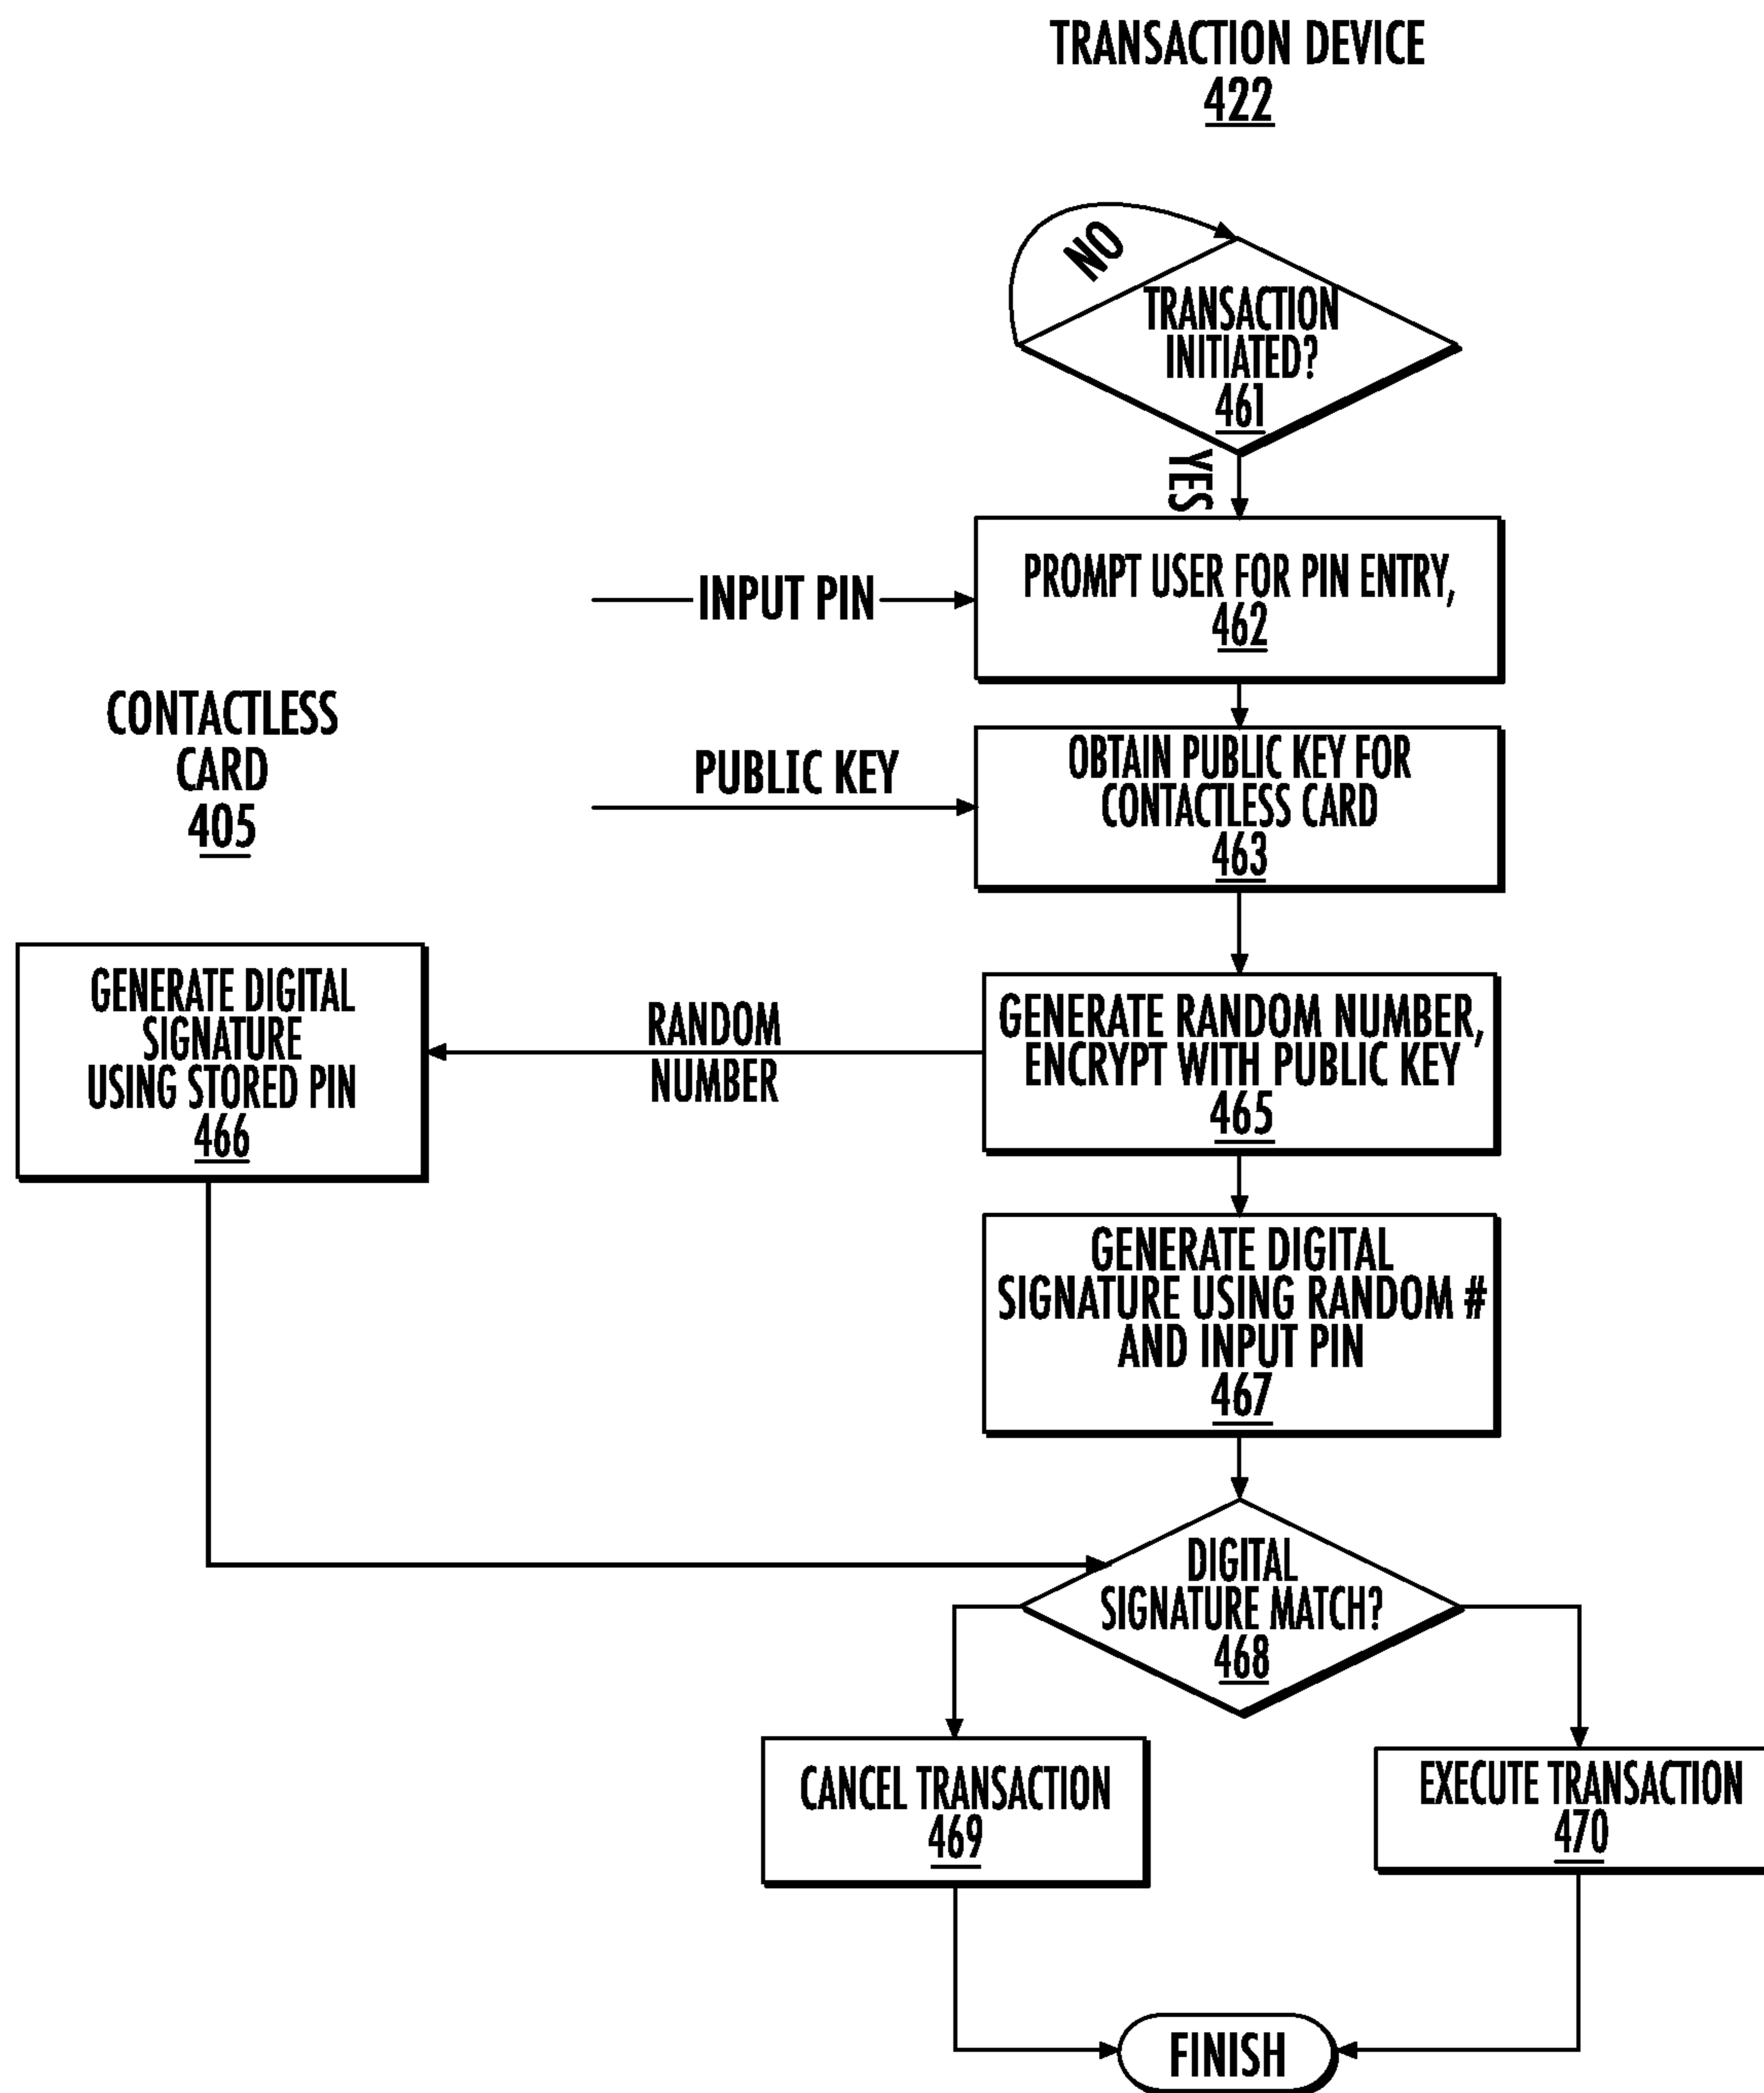 TRANSACTION DEVICE
422
NO
TRANSACTION
INITIATED?
461
YES
INPUT PIN
PROMPT USER FOR PIN ENTRY,
462
CONTACTLESS
CARD
405
PUBLIC KEY
OBTAIN PUBLIC KEY FOR
CONTACTLESS CARD
463
GENERATE DIGITAL
SIGNATURE
USING STORED PIN
466
RANDOM
NUMBER
GENERATE RANDOM NUMBER,
ENCRYPT WITH PUBLIC KEY
465
GENERATE DIGITAL
SIGNATURE USING RANDOM #
AND INPUT PIN
467
DIGITAL
SIGNATURE MATCH?
468
CANCEL TRANSACTION
469
EXECUTE TRANSACTION
470
FINISH